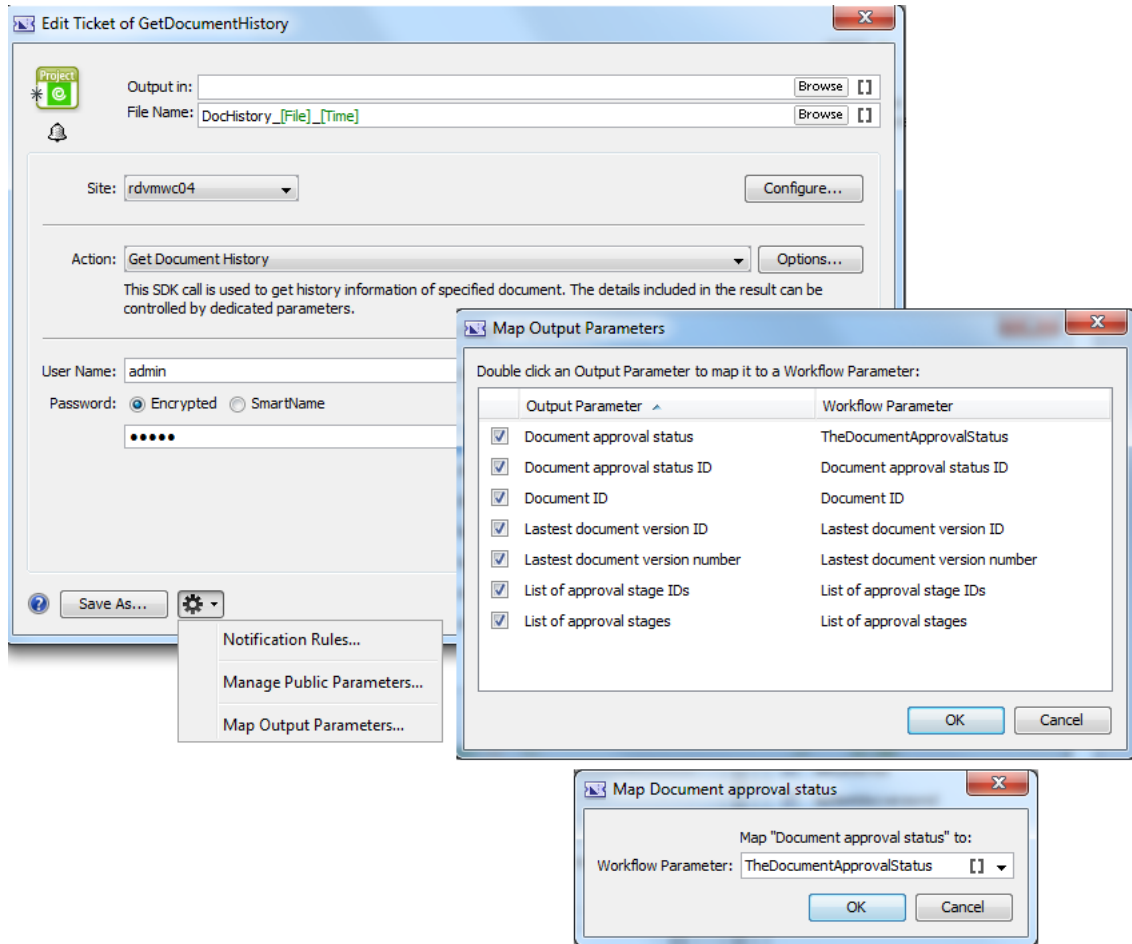 Edit Ticket of GetDocumentHistory
Project
Output in:
Browse []
File Name: DocHistory_[File]_[Time]
Browse []
Site: rdvmwc04
Configure...
Action: Get Document History
Options...
This SDK call is used to get history information of specified document. The details included in the result can be
controlled by dedicated parameters.
User Name: admin
Password: Encrypted SmartName
•••••
? Save As...
Notification Rules...
Manage Public Parameters...
Map Output Parameters...
Map Output Parameters
Double click an Output Parameter to map it to a Workflow Parameter:
Output Parameter Workflow Parameter
Document approval status TheDocumentApprovalStatus
Document approval status ID Document approval status ID
Document ID Document ID
Lastest document version ID Lastest document version ID
Lastest document version number Lastest document version number
List of approval stage IDs List of approval stage IDs
List of approval stages List of approval stages
OK Cancel
Map Document approval status
Map "Document approval status" to:
Workflow Parameter: TheDocumentApprovalStatus []
OK Cancel